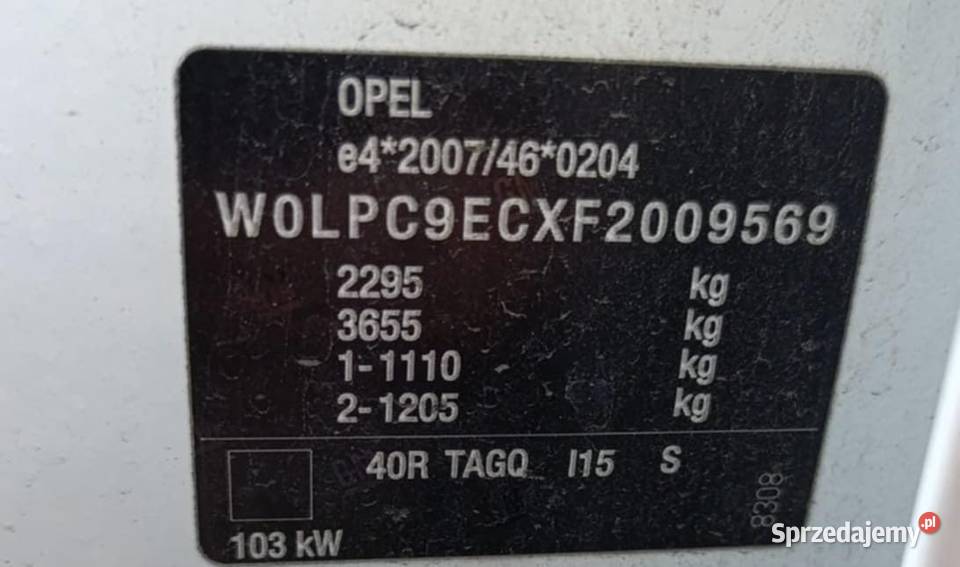 OPEL
e4*2007/46*0204
W0LPC9ECXF2009569
2295 kg
3655 kg
1-1110 kg
2-1205 kg
40R TAGQ I15 S
8308
103 kW
Sprzedajemy.pl